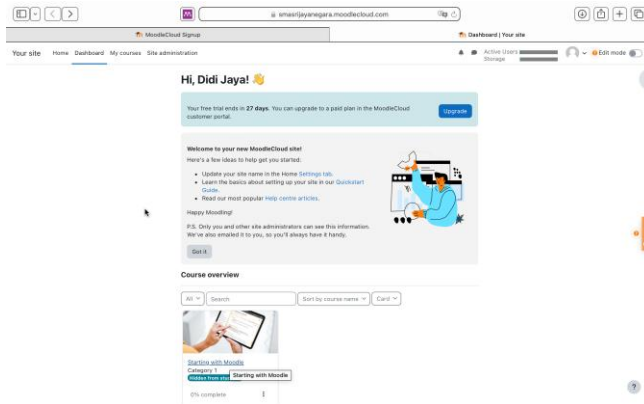 smasrijayanegara.moodlecloud.com
MoodleCloud Signup
Dashboard | Your site
Your site Home Dashboard My courses Site administration
Active Users
Storage
Edit mode
Hi, Didi Jaya! 👋
Your free trial ends in 27 days. You can upgrade to a paid plan in the MoodleCloud
customer portal.
Upgrade
Welcome to your new MoodleCloud site!
Here's a few ideas to help get you started:
• Update your site name in the Home Settings tab.
• Learn the basics about setting up your site in our Quickstart
Guide.
• Read our most popular Help centre articles.
Happy Moodling!
P.S. Only you and other site administrators can see this information.
We've also emailed it to you, so you'll always have it handy.
Got it
Course overview
All Search Sort by course name Card
Starting with Moodle
Category 1
Hidden from
Starting with Moodle
0% complete
?